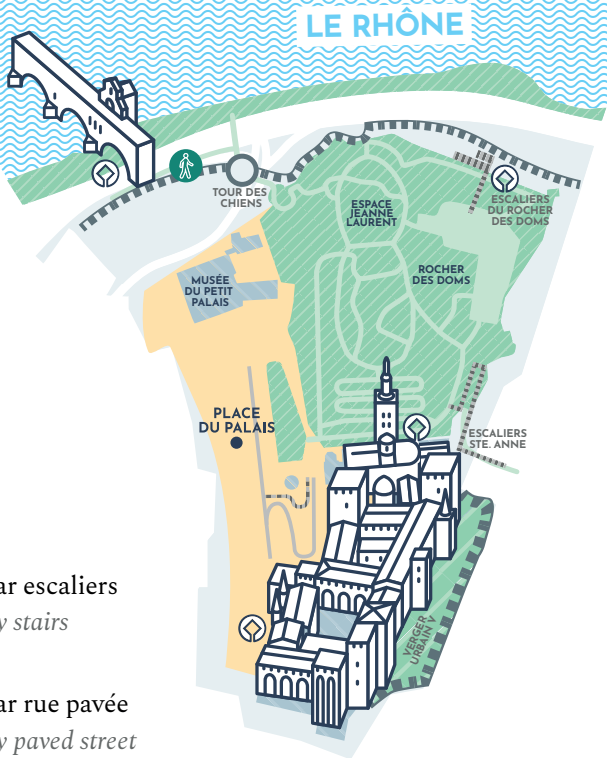 LE RHÔNE
TOUR DES
CHIENS
ESPACE
JEANNE
LAURENT
ESCALIERS
DU ROCHER
DES DOMS
ROCHER
DES DOMS
MUSÉE
DU PETIT
PALAIS
PLACE
DU PALAIS
ESCALIERS
STE. ANNE
VERGER
URBAIN V
ar escaliers
y stairs
ar rue pavée
y paved street